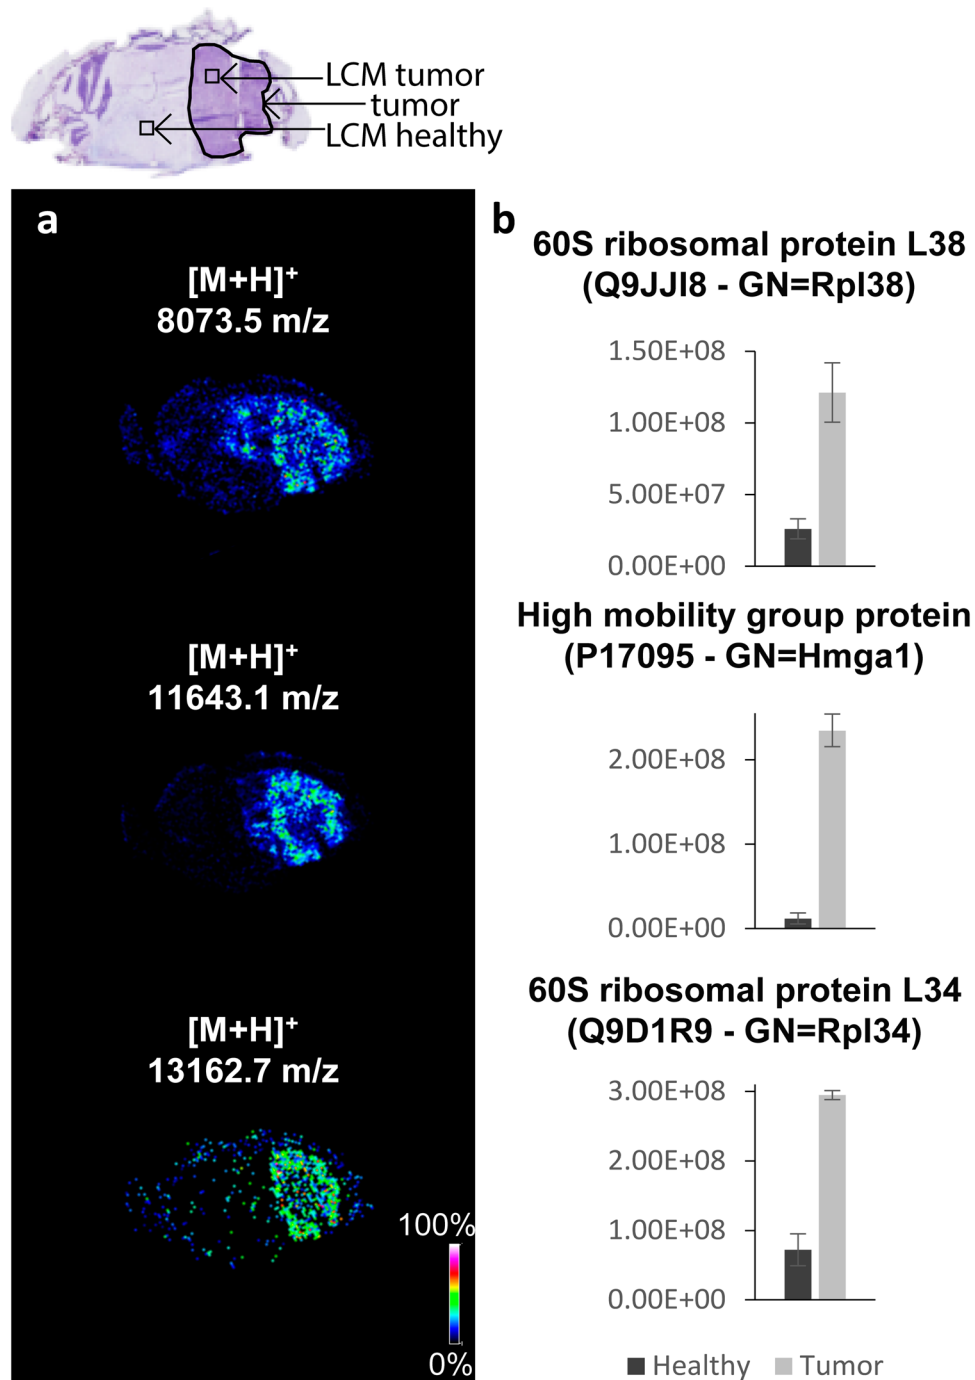 LCM tumor
tumor
LCM healthy
a
[M+H]+
8073.5 m/z
[M+H]+
11643.1 m/z
[M+H]+
13162.7 m/z
100%
0%
b
60S ribosomal protein L38
(Q9JJI8 - GN=Rpl38)
1.50E+08
1.00E+08
5.00E+07
0.00E+00
High mobility group protein
(P17095 - GN=Hmga1)
2.00E+08
1.00E+08
0.00E+00
60S ribosomal protein L34
(Q9D1R9 - GN=Rpl34)
3.00E+08
2.00E+08
1.00E+08
0.00E+00
Healthy Tumor